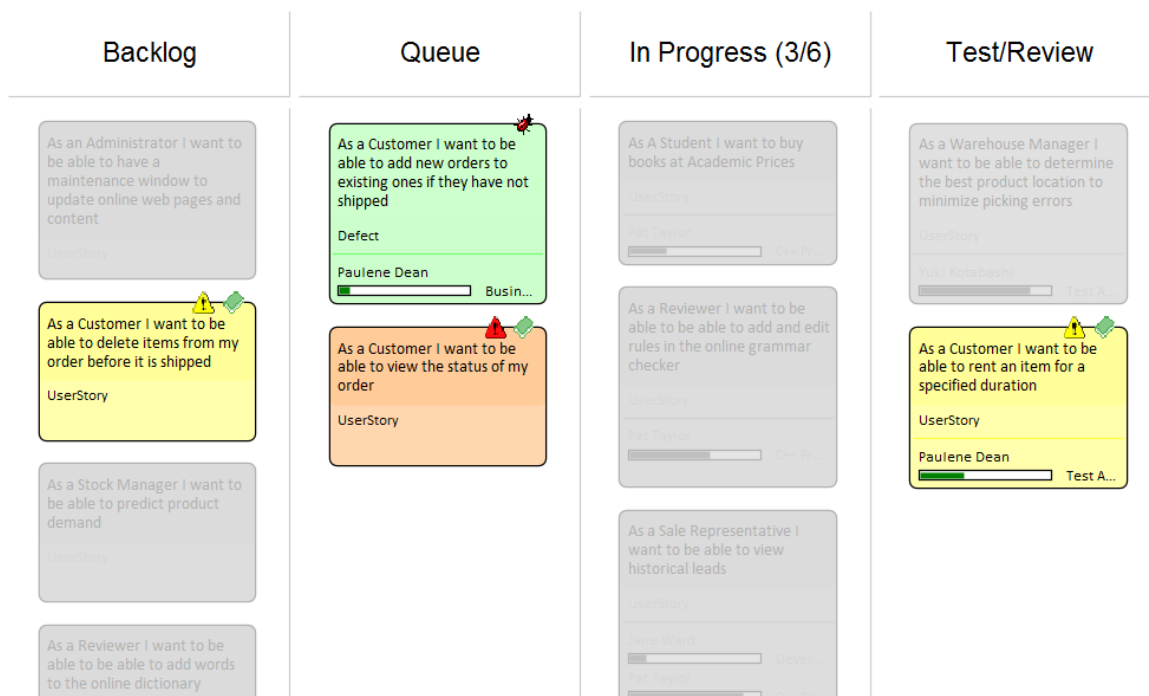 Backlog
Queue
In Progress (3/6)
Test/Review
As an Administrator I want to
be able to have a
maintenance window to
update online web pages and
content
UserStory
As a Customer I want to be
able to delete items from my
order before it is shipped
UserStory
As a Stock Manager I want to
be able to predict product
demand
UserStory
As a Reviewer I want to be
able to be able to add words
to the online dictionary
As a Customer I want to be
able to add new orders to
existing ones if they have not
shipped
Defect
Paulene Dean
Busin...
As a Customer I want to be
able to view the status of my
order
UserStory
As A Student I want to buy
books at Academic Prices
UserStory
Pat Taylor
C++ Pr...
As a Reviewer I want to be
able to be able to add and edit
rules in the online grammar
checker
UserStory
Pat Taylor
C++ Pr...
As a Sale Representative I
want to be able to view
historical leads
UserStory
Lane Ward
Devel...
Pat Taylor
As a Warehouse Manager I
want to be able to determine
the best product location to
minimize picking errors
UserStory
Yuki Kotabashi
Test A...
As a Customer I want to be
able to rent an item for a
specified duration
UserStory
Paulene Dean
Test A...